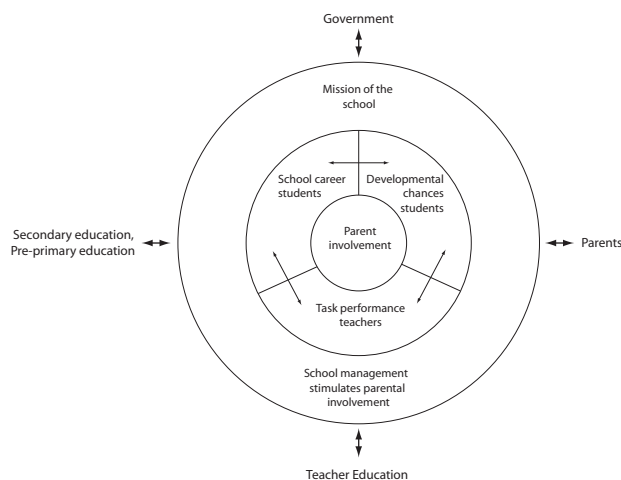 Government
Mission of the
school
School career
students
Developmental
chances
students
Parent
involvement
Secondary education,
Pre-primary education
Parents
Task performance
teachers
School management
stimulates parental
involvement
Teacher Education